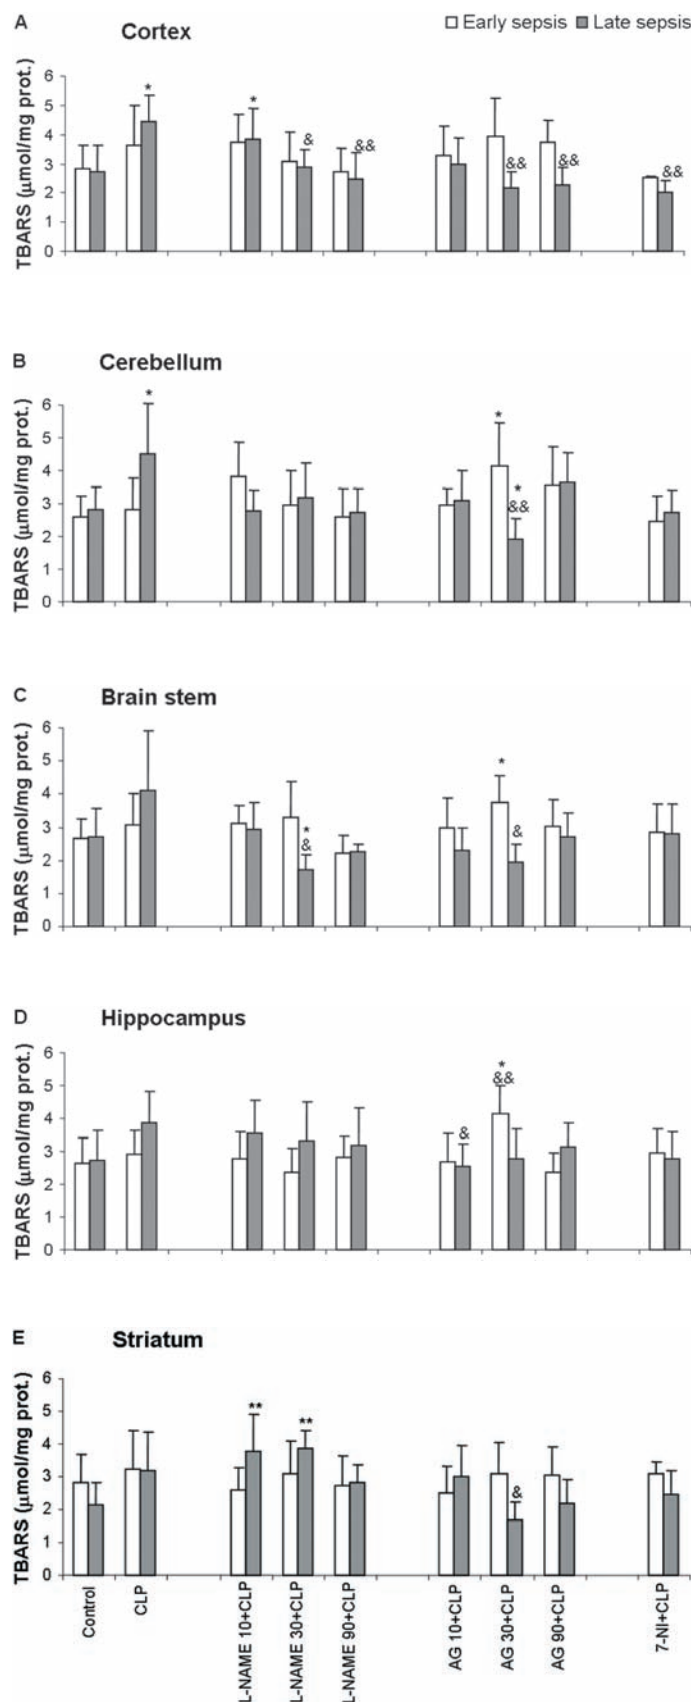 A
Cortex
Early sepsis Late sepsis
TBARS (μmol/mg prot.)
6
5
4
3
2
1
0
*
*
&
&&
&&
&&
&&
B
Cerebellum
TBARS (μmol/mg prot.)
6
5
4
3
2
1
0
*
*
*
&&
C
Brain stem
TBARS (μmol/mg prot.)
6
5
4
3
2
1
0
*
&
*
&
D
Hippocampus
TBARS (μmol/mg prot.)
6
5
4
3
2
1
0
&
*
&&
E
Striatum
TBARS (μmol/mg prot.)
6
5
4
3
2
1
0
**
**
&
Control
CLP
L-NAME 10+CLP
L-NAME 30+CLP
L-NAME 90+CLP
AG 10+CLP
AG 30+CLP
AG 90+CLP
7-NI+CLP